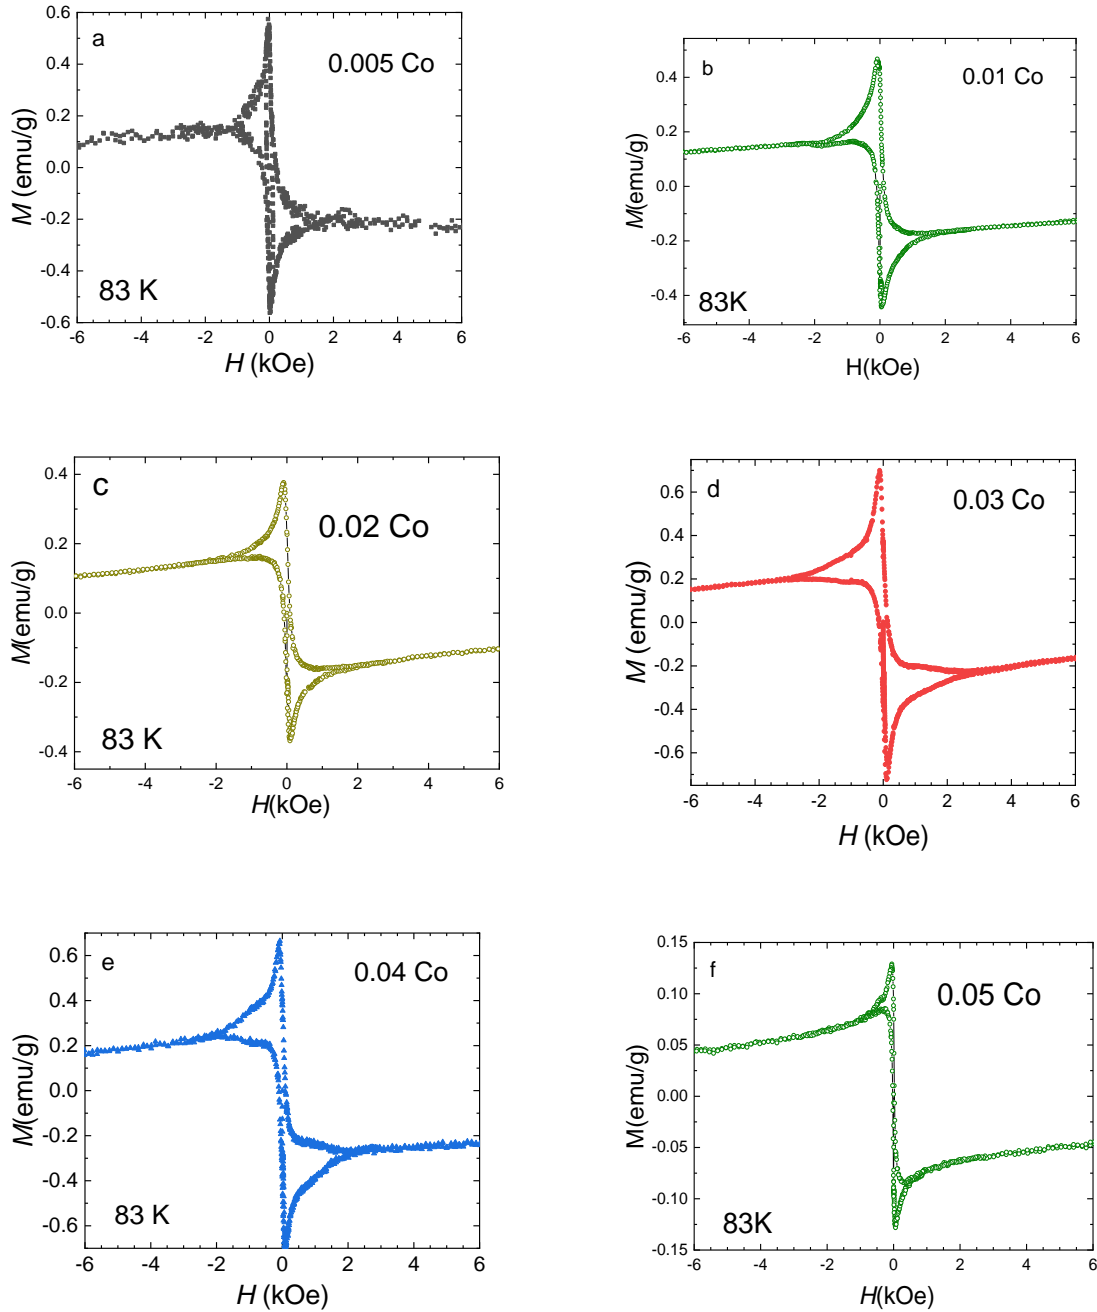 a
0.005 Co
M (emu/g)
0.6
0.4
0.2
0.0
-0.2
-0.4
-0.6
83 K
-6 -4 -2 0 2 4 6
H (kOe)
b
0.01 Co
M(emu/g)
0.4
0.2
0.0
-0.2
-0.4
83K
-6 -4 -2 0 2 4 6
H(kOe)
c
0.02 Co
M(emu/g)
0.4
0.2
0.0
-0.2
-0.4
83 K
-6 -4 -2 0 2 4 6
H(kOe)
d
0.03 Co
M (emu/g)
0.6
0.4
0.2
0.0
-0.2
-0.4
-0.6
-6 -4 -2 0 2 4 6
H (kOe)
e
0.04 Co
M(emu/g)
0.6
0.4
0.2
0.0
-0.2
-0.4
-0.6
83 K
-6 -4 -2 0 2 4 6
H (kOe)
f
0.05 Co
M(emu/g)
0.15
0.10
0.05
0.00
-0.05
-0.10
-0.15
83K
-6 -4 -2 0 2 4 6
H(kOe)